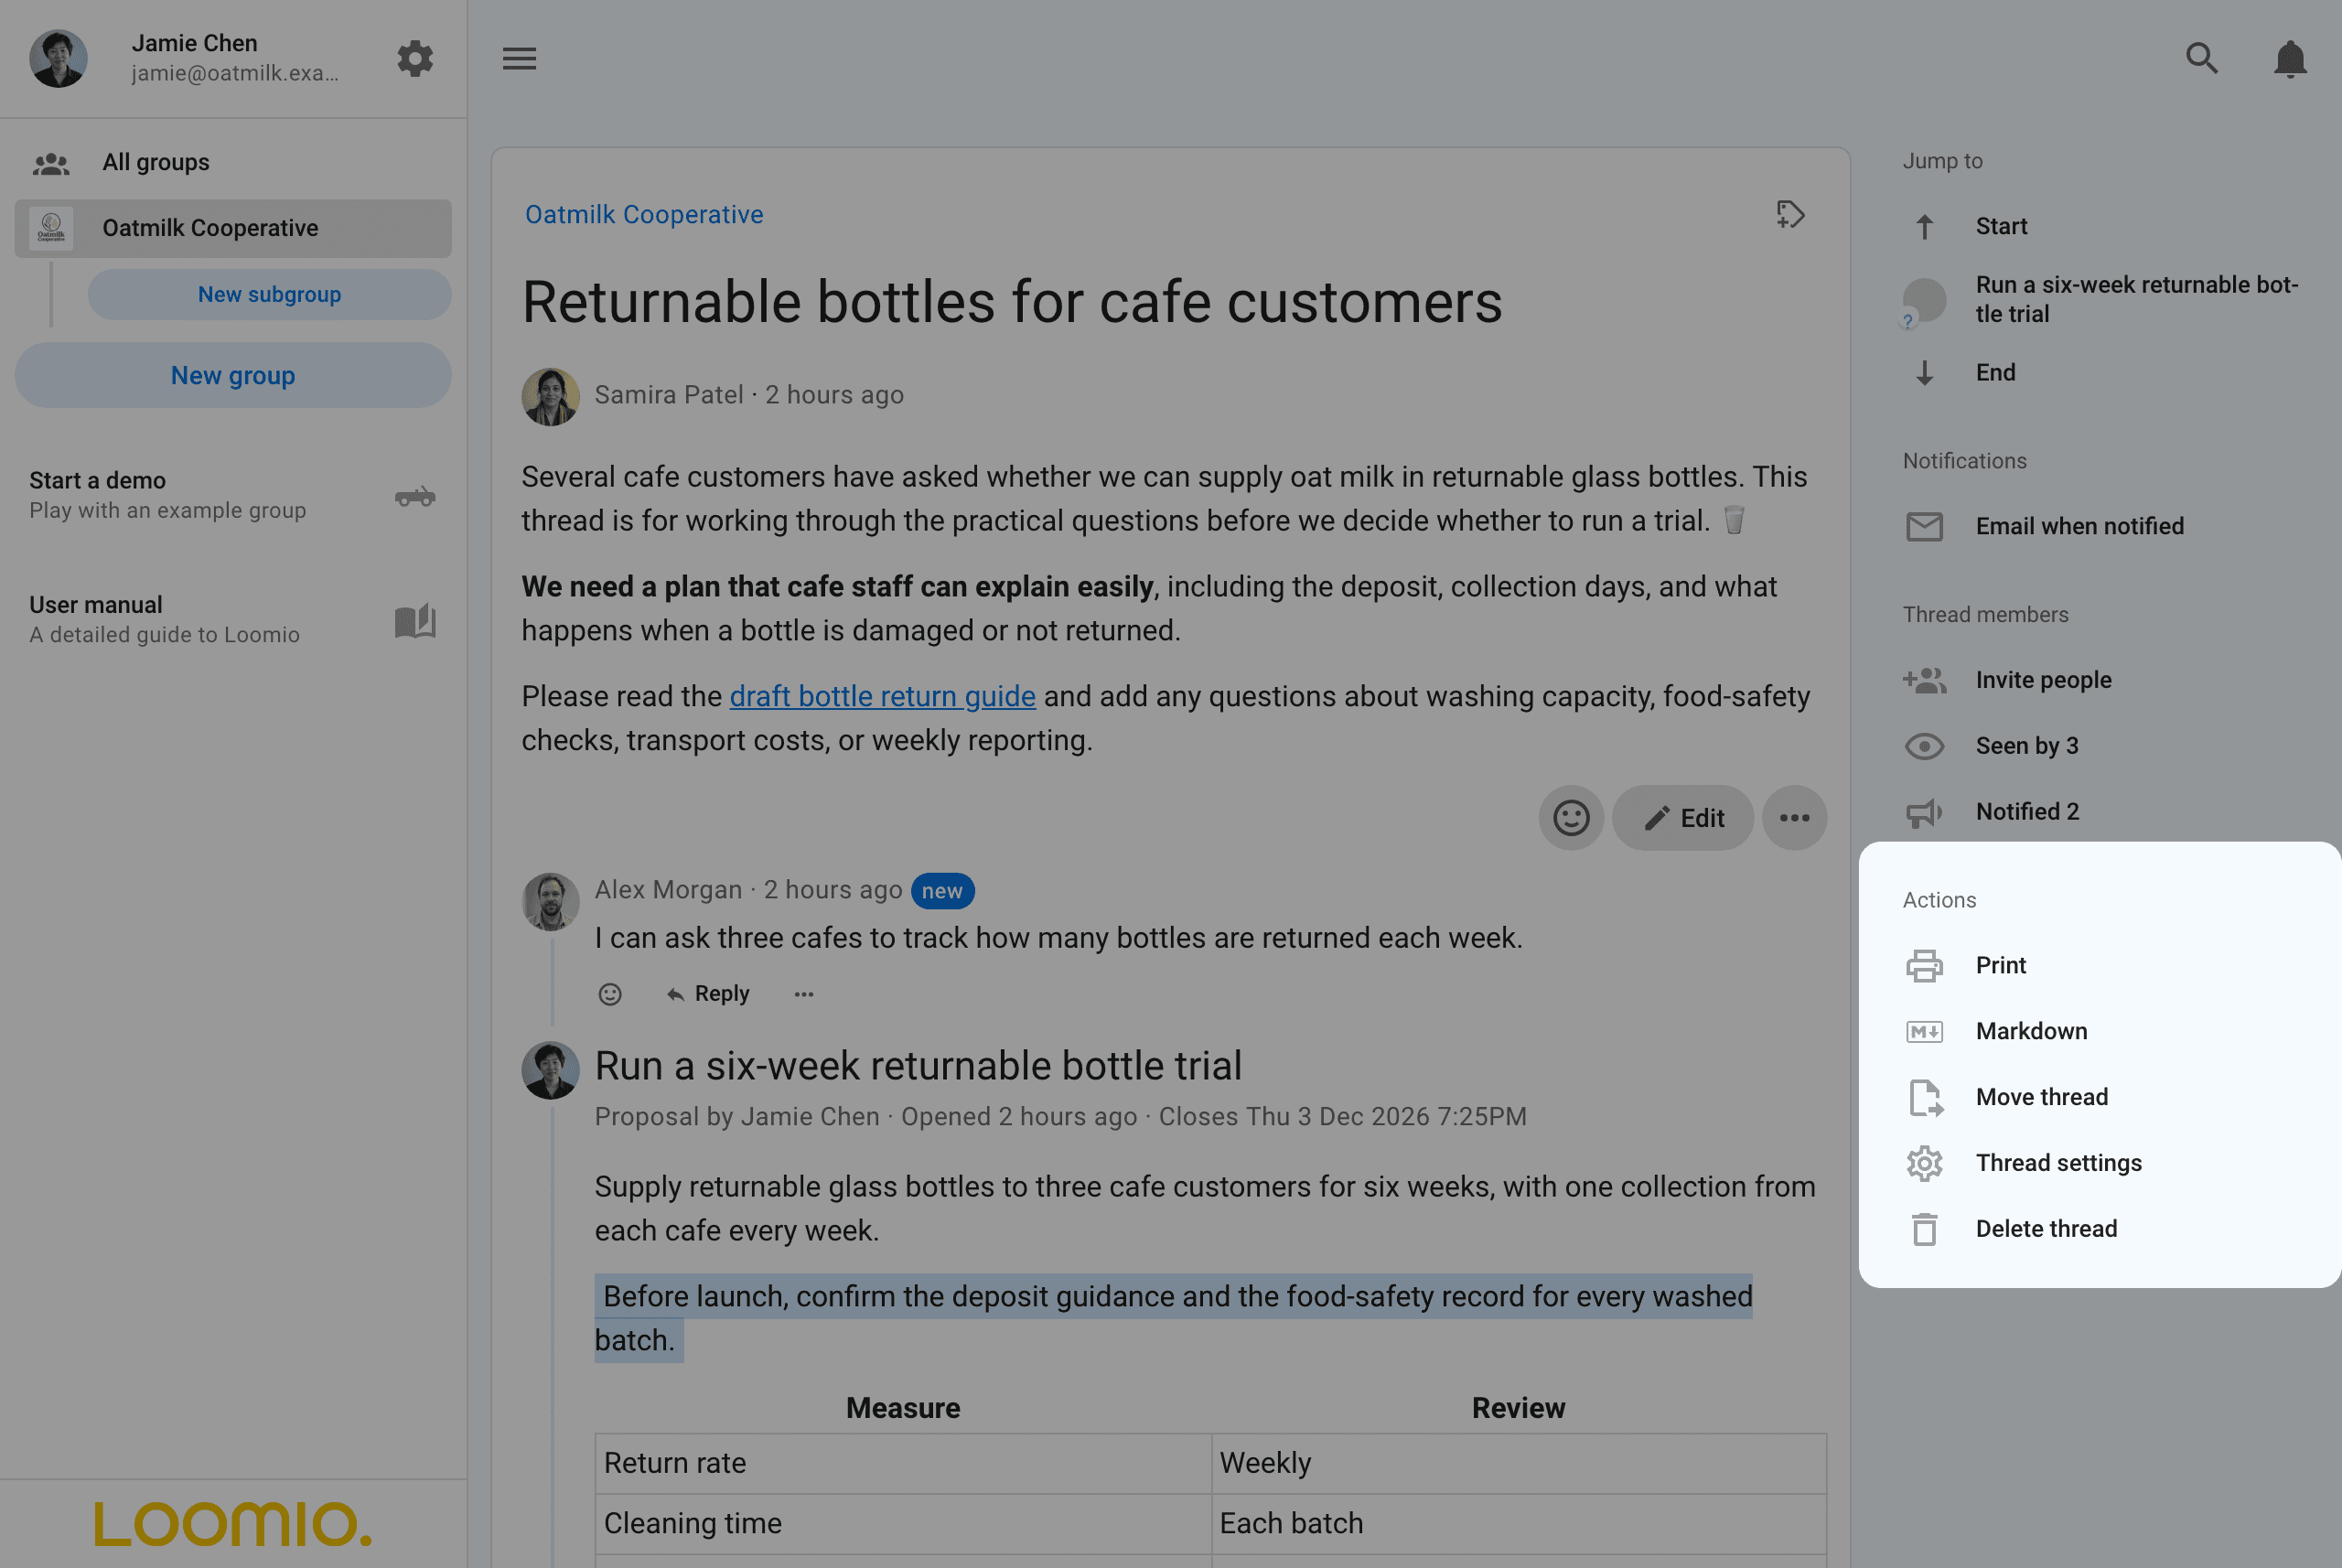 Jamie Chen
jamie@oatmilk.exa...
All groups
Oatmilk Cooperative
New subgroup
New group
Start a demo
Play with an example group
User manual
A detailed guide to Loomio
LOOMIO.
Oatmilk Cooperative
Returnable bottles for cafe customers
Samira Patel · 2 hours ago
Several cafe customers have asked whether we can supply oat milk in returnable glass bottles. This
thread is for working through the practical questions before we decide whether to run a trial. 🥛
We need a plan that cafe staff can explain easily, including the deposit, collection days, and what
happens when a bottle is damaged or not returned.
Please read the draft bottle return guide and add any questions about washing capacity, food-safety
checks, transport costs, or weekly reporting.
Edit
Alex Morgan · 2 hours ago new
I can ask three cafes to track how many bottles are returned each week.
Reply
Run a six-week returnable bottle trial
Proposal by Jamie Chen · Opened 2 hours ago · Closes Thu 3 Dec 2026 7:25PM
Supply returnable glass bottles to three cafe customers for six weeks, with one collection from
each cafe every week.
Before launch, confirm the deposit guidance and the food-safety record for every washed
batch.
Measure Review
Return rate Weekly
Cleaning time Each batch
Jump to
Start
?
Run a six-week returnable bot-
tle trial
End
Notifications
Email when notified
Thread members
Invite people
Seen by 3
Notified 2
Actions
Print
Markdown
Move thread
Thread settings
Delete thread